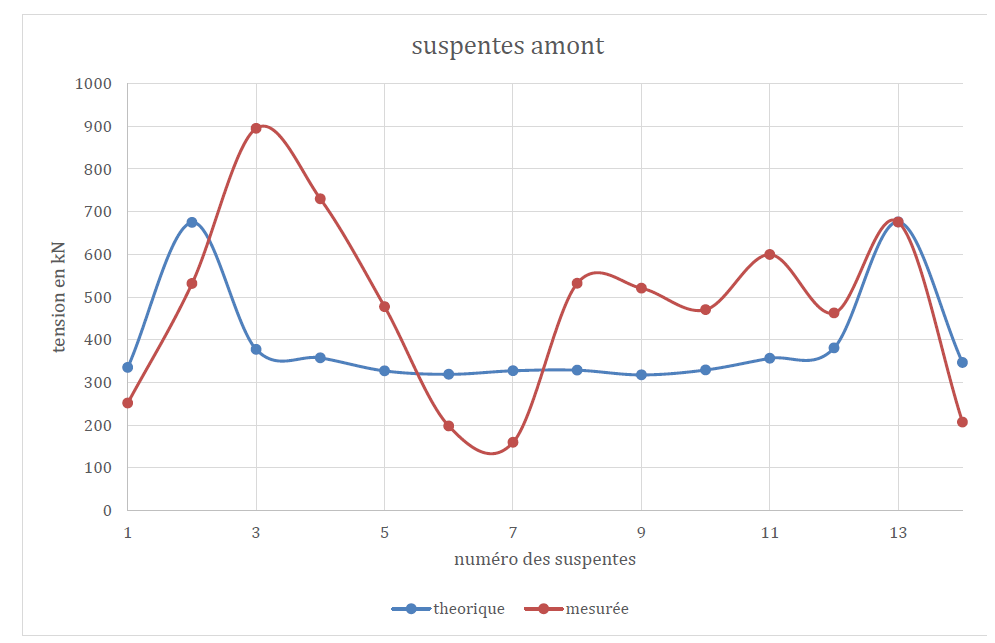 suspentes amont
1000
900
800
700
600
500
400
300
200
100
0
tension en kN
1 3 5 7 9 11 13
numéro des suspentes
theorique mesurée